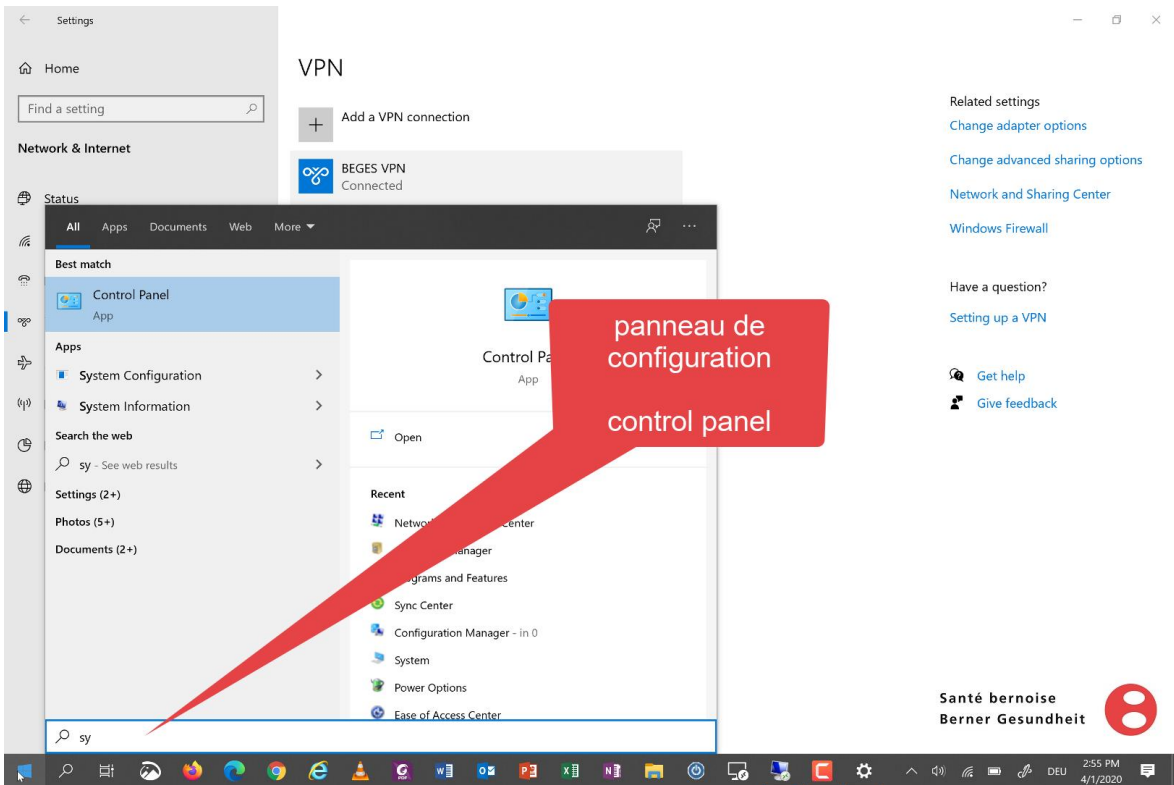 Settings
Home
Find a setting
Network & Internet
Status
VPN
Add a VPN connection
BEGES VPN
Connected
Related settings
Change adapter options
Change advanced sharing options
Network and Sharing Center
Windows Firewall
Have a question?
Setting up a VPN
Get help
Give feedback
All Apps Documents Web More
Best match
Control Panel
App
Apps
System Configuration
System Information
Search the web
sy - See web results
Settings (2+)
Photos (5+)
Documents (2+)
Control Pa
App
Open
Recent
Networ enter
anager
grams and Features
Sync Center
Configuration Manager - in 0
System
Power Options
Ease of Access Center
panneau de
configuration
control panel
sy
Santé bernoise
Berner Gesundheit
DEU
2:55 PM
4/1/2020